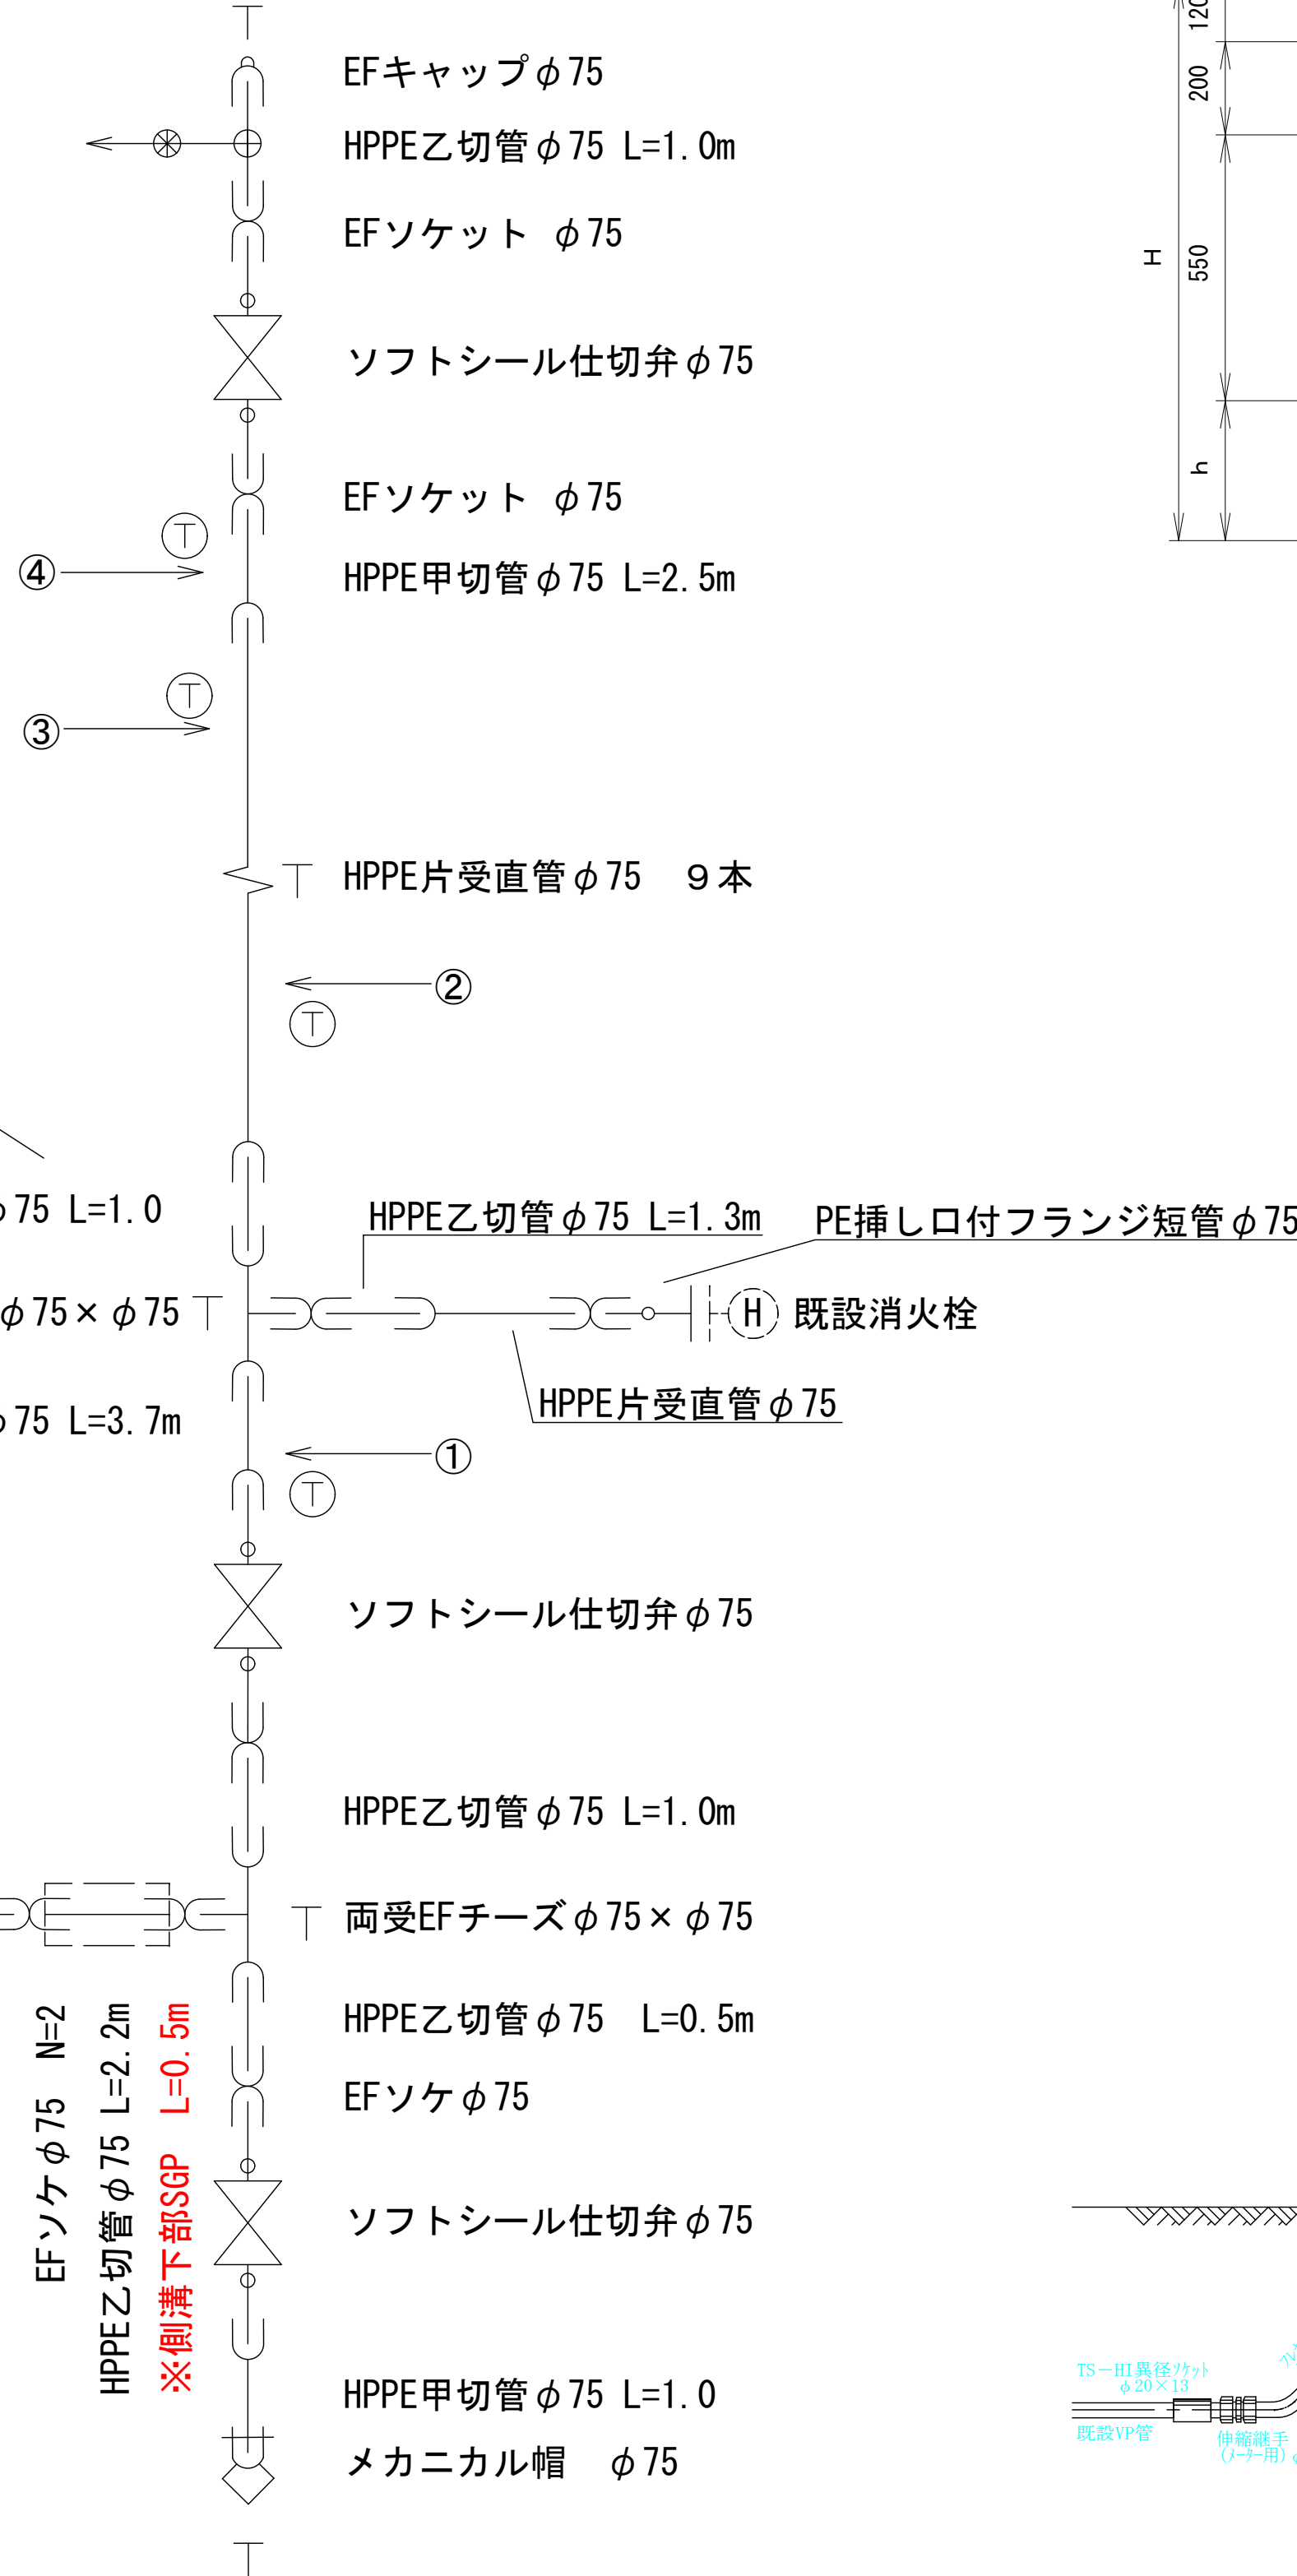 EFキャップφ75
120
200
HPPE乙切管φ75 L=1.0m
EFソケット φ75
H
550
ソフトシール仕切弁φ75
h
EFソケット φ75
④
HPPE甲切管φ75 L=2.5m
③
HPPE片受直管φ75 9本
②
φ75 L=1.0
HPPE乙切管φ75 L=1.3m
PE挿し口付フランジ短管φ75
φ75×φ75
H 既設消火栓
HPPE片受直管φ75
φ75 L=3.7m
①
ソフトシール仕切弁φ75
HPPE乙切管φ75 L=1.0m
両受EFチーズφ75×φ75
HPPE乙切管φ75 L=0.5m
EFソケφ75
EFソケφ75 N=2
HPPE乙切管φ75 L=2.2m
※側溝下部SGP L=0.5m
ソフトシール仕切弁φ75
HPPE甲切管φ75 L=1.0
メカニカル帽 φ75
TS－HI異径ソケット
φ20×13
既設VP管
伸縮継手
(メーター用)φ